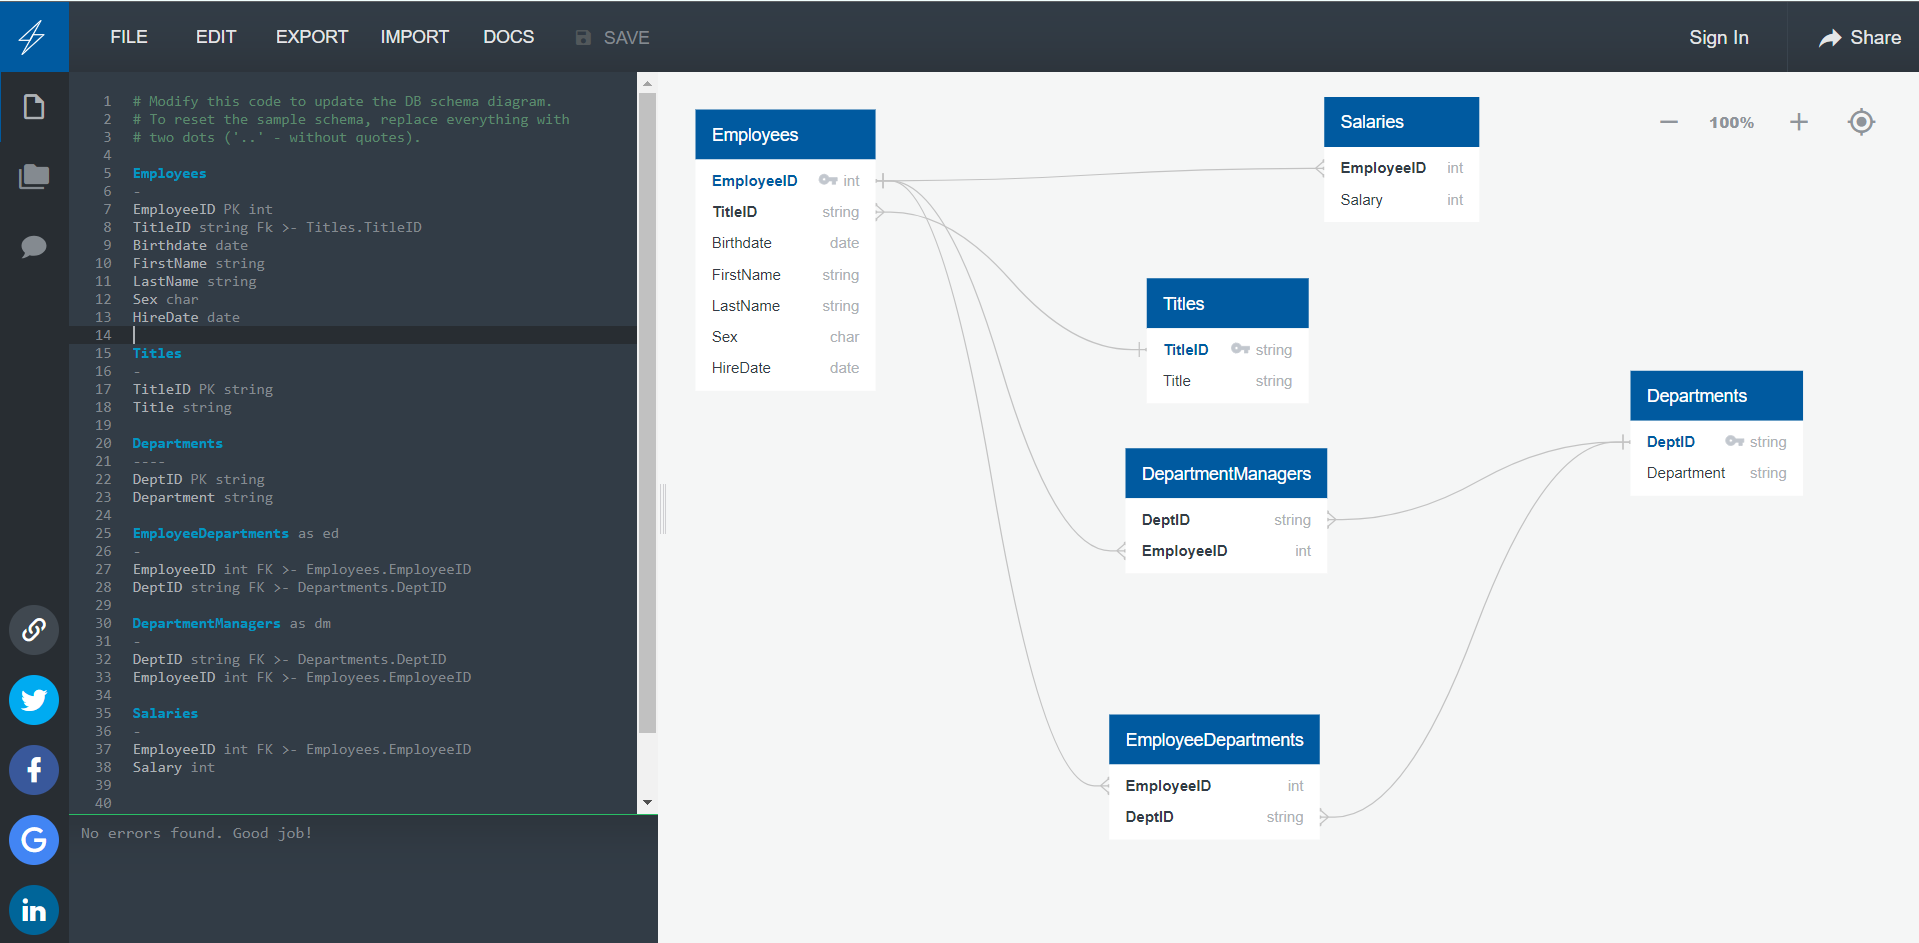 FILE EDIT EXPORT IMPORT DOCS SAVE Sign In Share
1 # Modify this code to update the DB schema diagram.
2 # To reset the sample schema, replace everything with
3 # two dots ('..' - without quotes).
4
5 Employees
6 -
7 EmployeeID PK int
8 TitleID string Fk >- Titles.TitleID
9 Birthdate date
10 FirstName string
11 LastName string
12 Sex char
13 HireDate date
14
15 Titles
16 -
17 TitleID PK string
18 Title string
19
20 Departments
21 ----
22 DeptID PK string
23 Department string
24
25 EmployeeDepartments as ed
26 -
27 EmployeeID int FK >- Employees.EmployeeID
28 DeptID string FK >- Departments.DeptID
29
30 DepartmentManagers as dm
31 -
32 DeptID string FK >- Departments.DeptID
33 EmployeeID int FK >- Employees.EmployeeID
34
35 Salaries
36 -
37 EmployeeID int FK >- Employees.EmployeeID
38 Salary int
39
40
No errors found. Good job!
Employees
EmployeeID int
TitleID string
Birthdate date
FirstName string
LastName string
Sex char
HireDate date
Salaries
EmployeeID int
Salary int
100%
Titles
TitleID string
Title string
Departments
DeptID string
Department string
DepartmentManagers
DeptID string
EmployeeID int
EmployeeDepartments
EmployeeID int
DeptID string